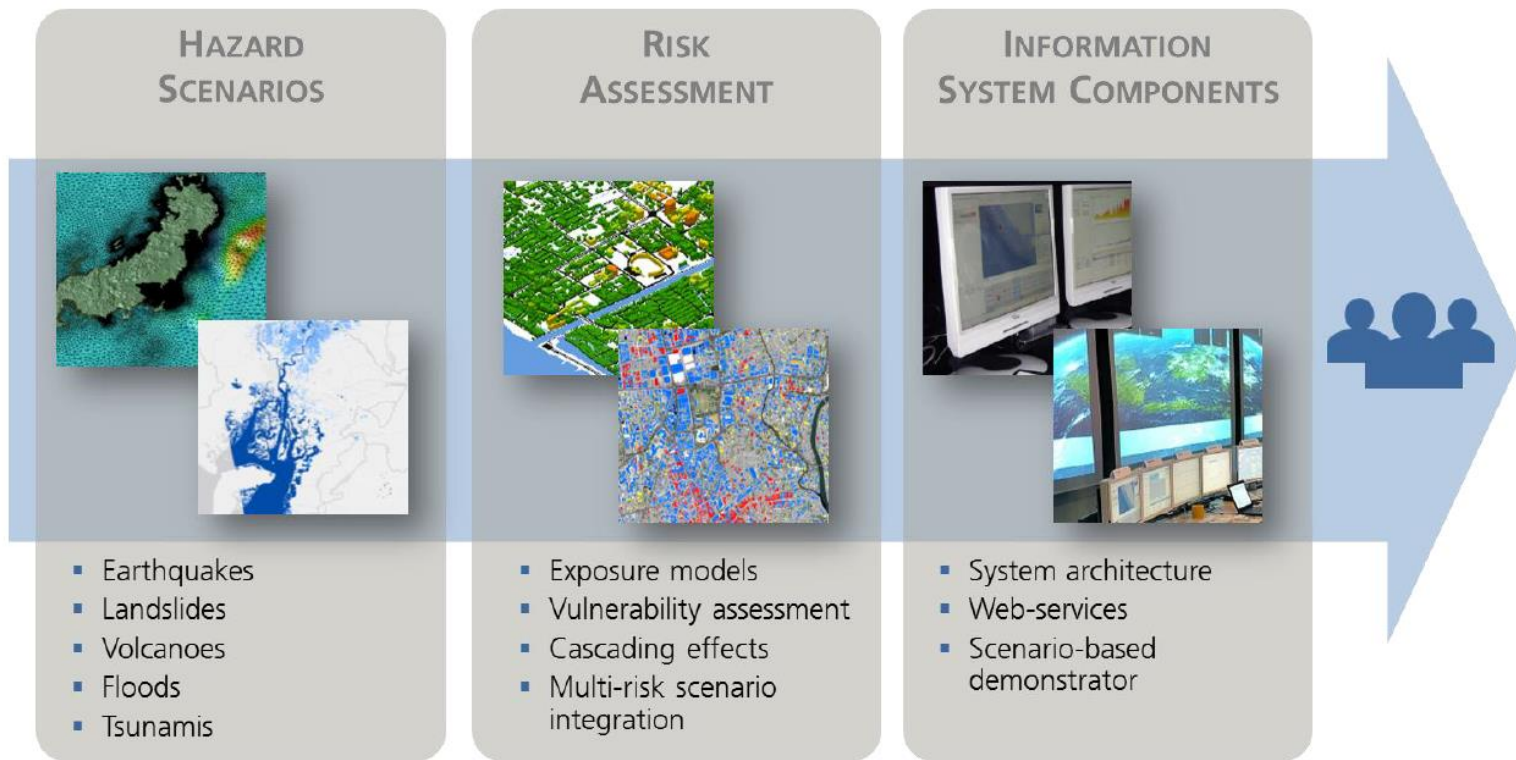 HAZARD
SCENARIOS
Earthquakes
Landslides
Volcanoes
Floods
Tsunamis
RISK
ASSESSMENT
Exposure models
Vulnerability assessment
Cascading effects
Multi-risk scenario
integration
INFORMATION
SYSTEM COMPONENTS
System architecture
Web-services
Scenario-based
demonstrator